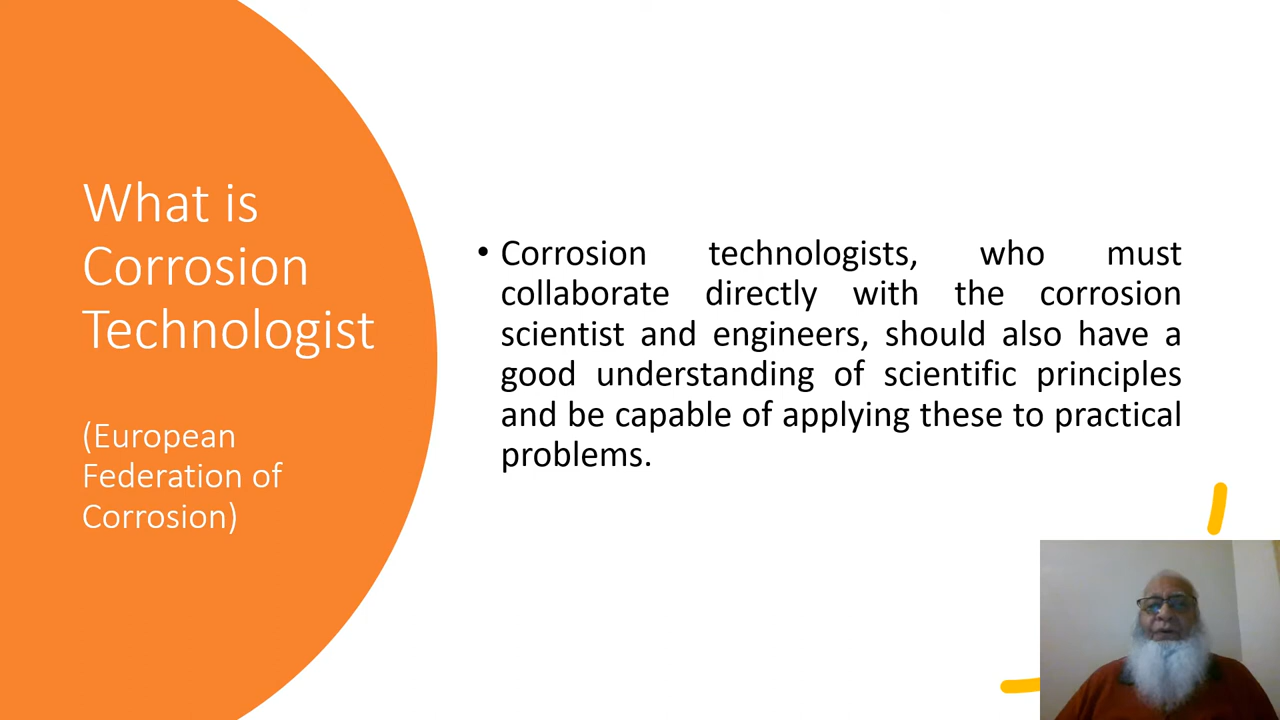 What is
Corrosion
Technologist
(European
Federation of
Corrosion)
• Corrosion technologists, who must
collaborate directly with the corrosion
scientist and engineers, should also have a
good understanding of scientific principles
and be capable of applying these to practical
problems.